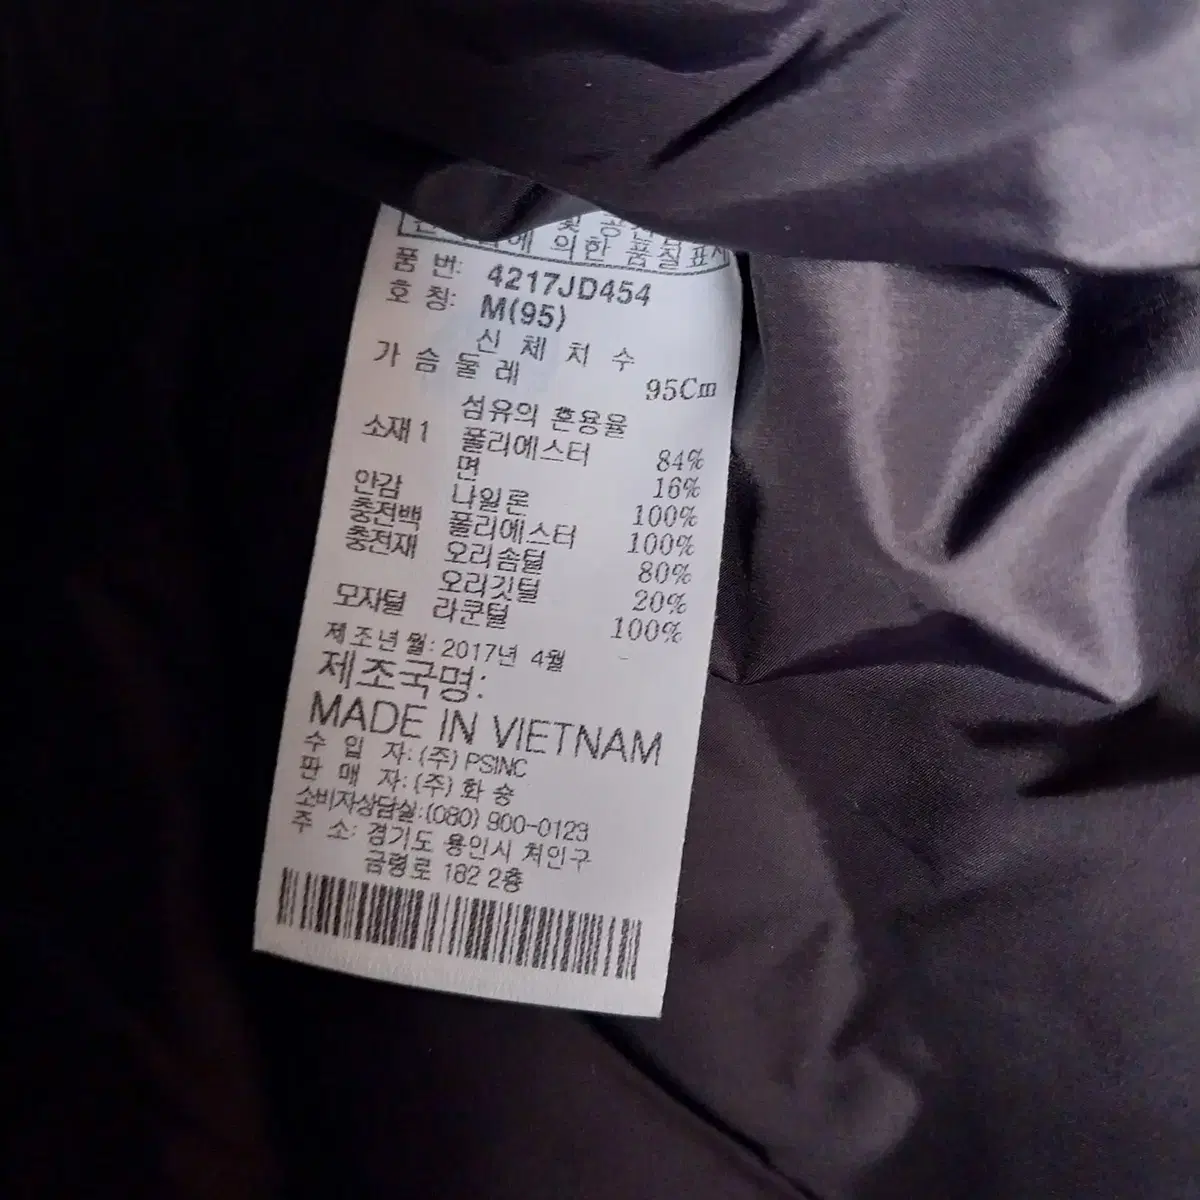 에 의한 품질표시
품 번: 4217JD454
호 칭: M(95)
신 체 치 수
가 슴 둘 레 95Cm
섬유의 혼용율
소재 1 폴리에스터 84%
면 16%
안감 나일론 100%
충전백 폴리에스터 100%
충전재 오리솜털 80%
오리깃털 20%
모자털 라쿤털 100%
제조년월: 2017년 4월
제조국명:
MADE IN VIETNAM
수 입 자: (주) PSINC
판 매 자: (주) 화 승
소비자상담실:(080) 900-0123
주 소: 경기도 용인시 처인구
금령로 182 2층